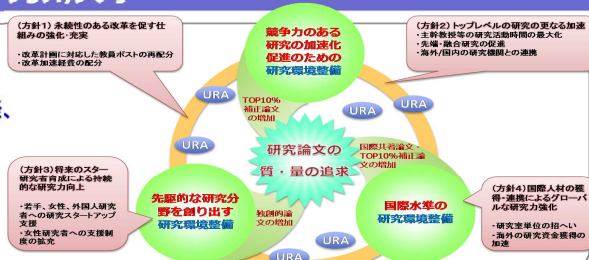 (方針1) 永続性のある改革を促す仕
組みの強化・充実
・改革計画に対応した教員ポストの再配分
・改革加速経費の配分
競争力のある
研究の加速化
促進のための
研究環境整備
(方針2) トップレベルの研究の更なる加速
・主幹教授等の研究活動時間の最大化
・先端・融合研究の促進
・海外/国内の研究機関との連携
URA
URA
URA
URA
TOP10%
補正論文
の増加
研究論文の
質・量の追求
国際共著論文・
TOP10%補正論
文の増加
(方針3)将来のスター
研究者育成による持続
的な研究力向上
・若手、女性、外国人研究
者への研究スタートアップ
支援
・女性研究者への支援制
度の拡充
先駆的な研究分
野を創り出す
研究環境整備
独創的論
文の増加
国際水準の
研究環境整備
(方針4)国際人材の獲
得・連携によるグローバ
ルな研究力強化
・研究室単位の招へい
・海外の研究資金獲得の
加速
URA
URA